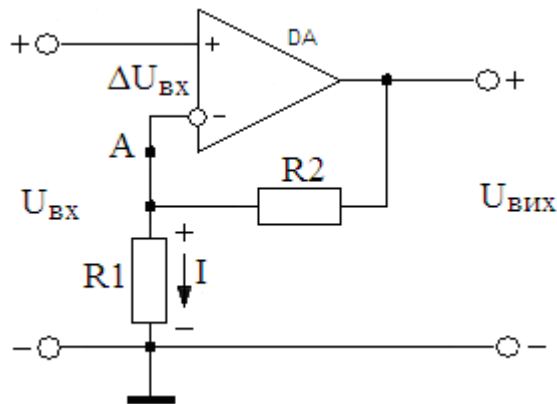 + + DA
ΔUвх - +
A
R2
Uвх Uвих
+
R1 I
−
− −